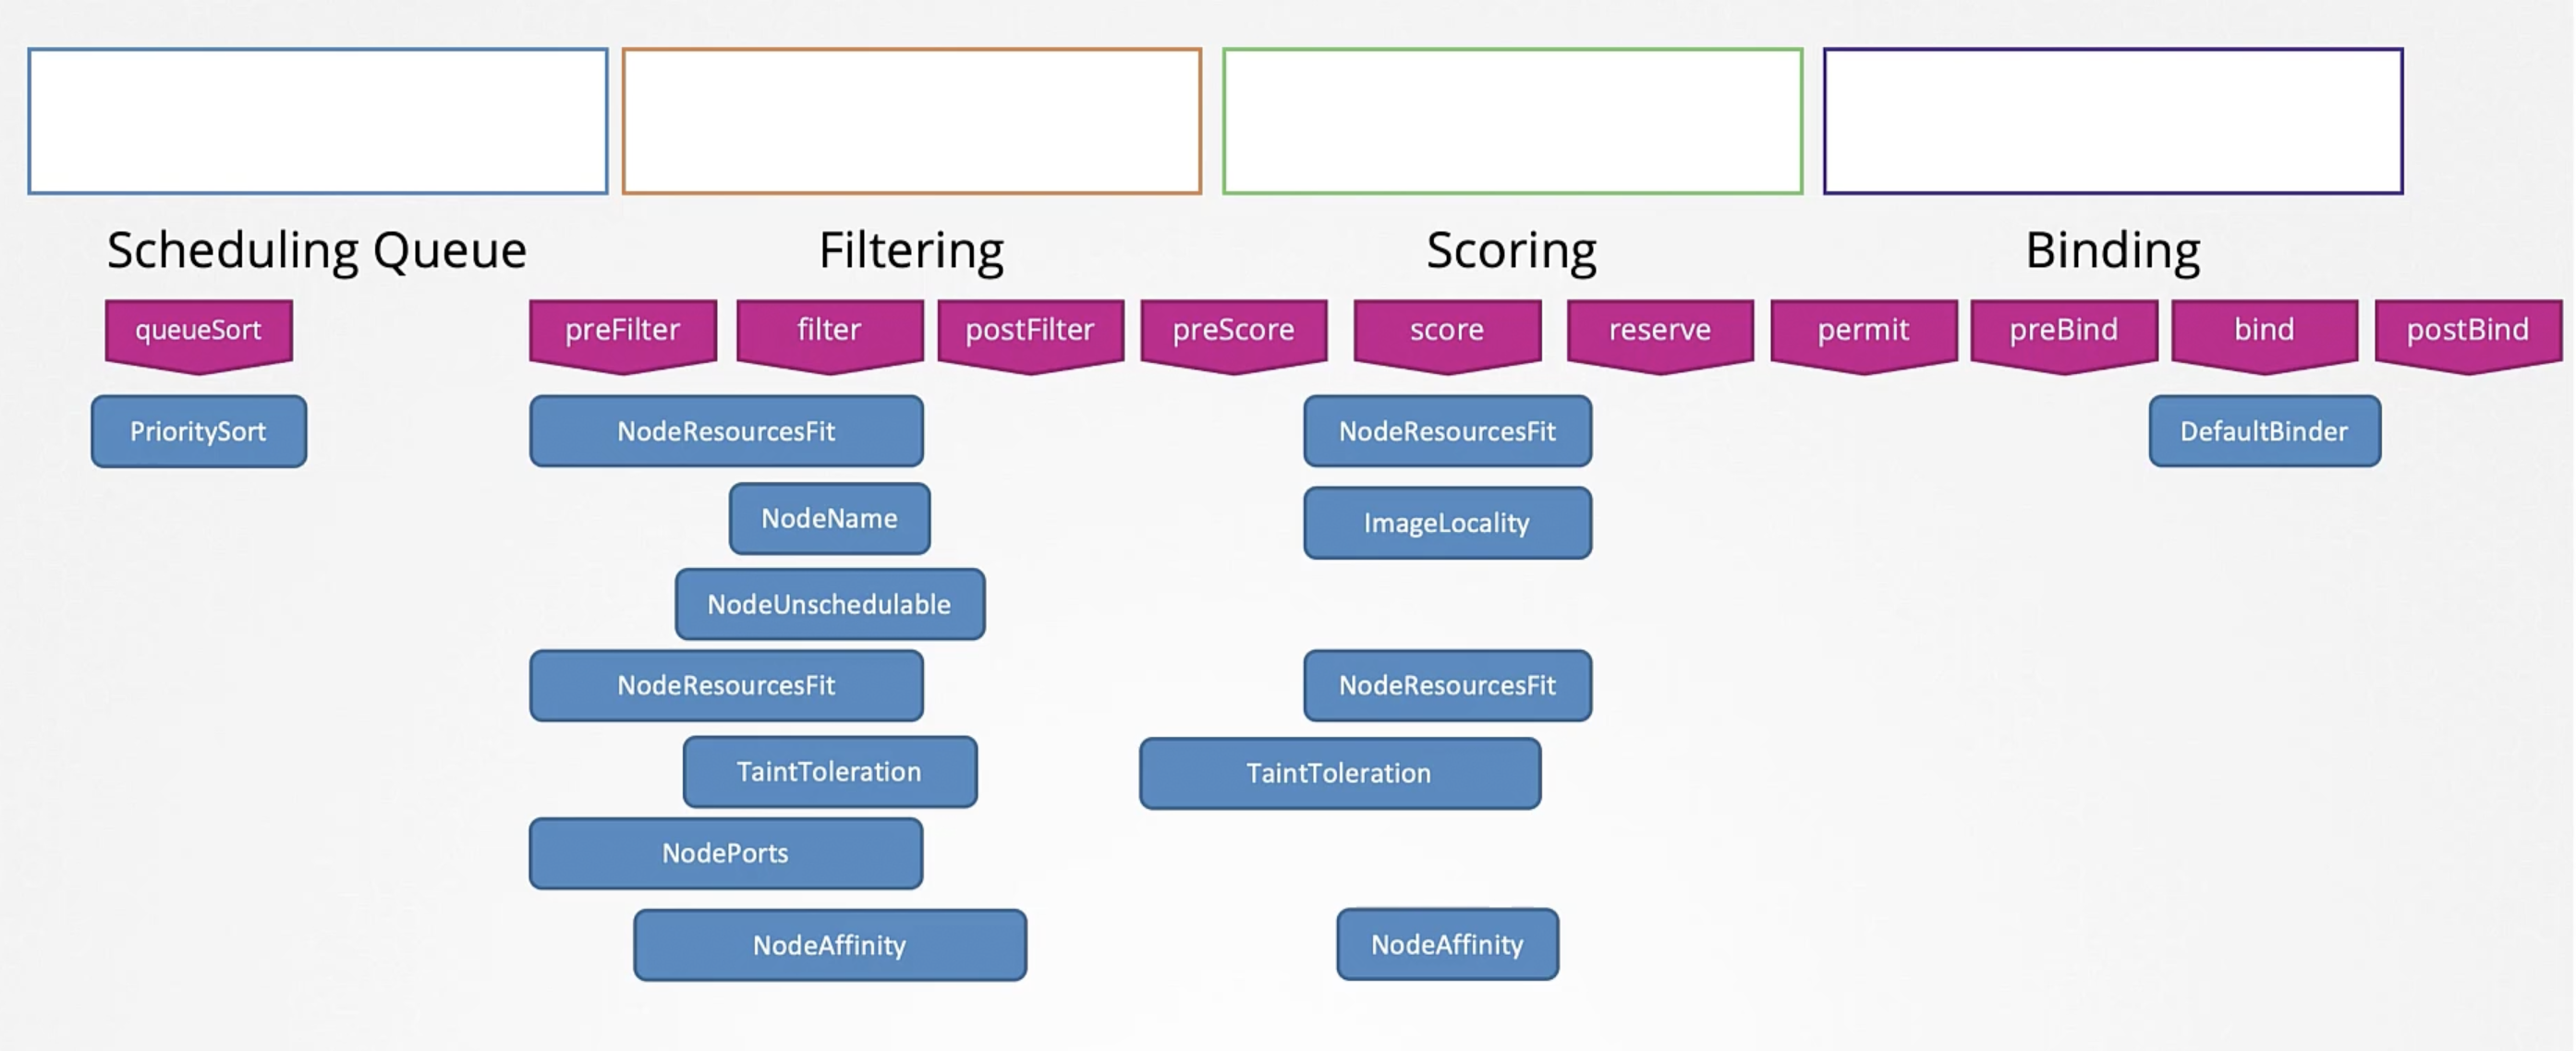 Scheduling Queue
Filtering
Scoring
Binding
queueSort
preFilter
filter
postFilter
preScore
score
reserve
permit
preBind
bind
postBind
PrioritySort
NodeResourcesFit
NodeResourcesFit
DefaultBinder
NodeName
ImageLocality
NodeUnschedulable
NodeResourcesFit
NodeResourcesFit
TaintToleration
TaintToleration
NodePorts
NodeAffinity
NodeAffinity